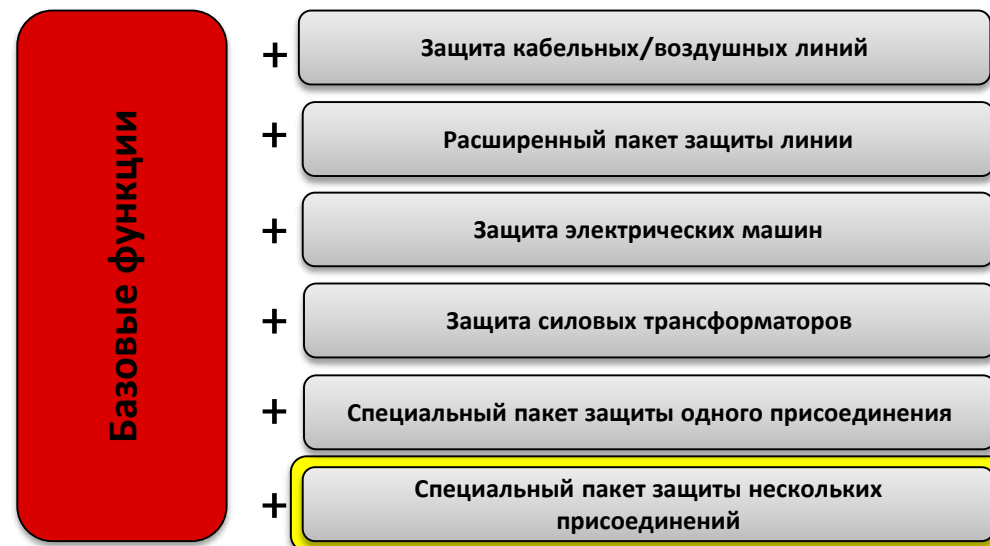 Базовые функции
+ Защита кабельных/воздушных линий
+ Расширенный пакет защиты линии
+ Защита электрических машин
+ Защита силовых трансформаторов
+ Специальный пакет защиты одного присоединения
+ Специальный пакет защиты нескольких
присоединений